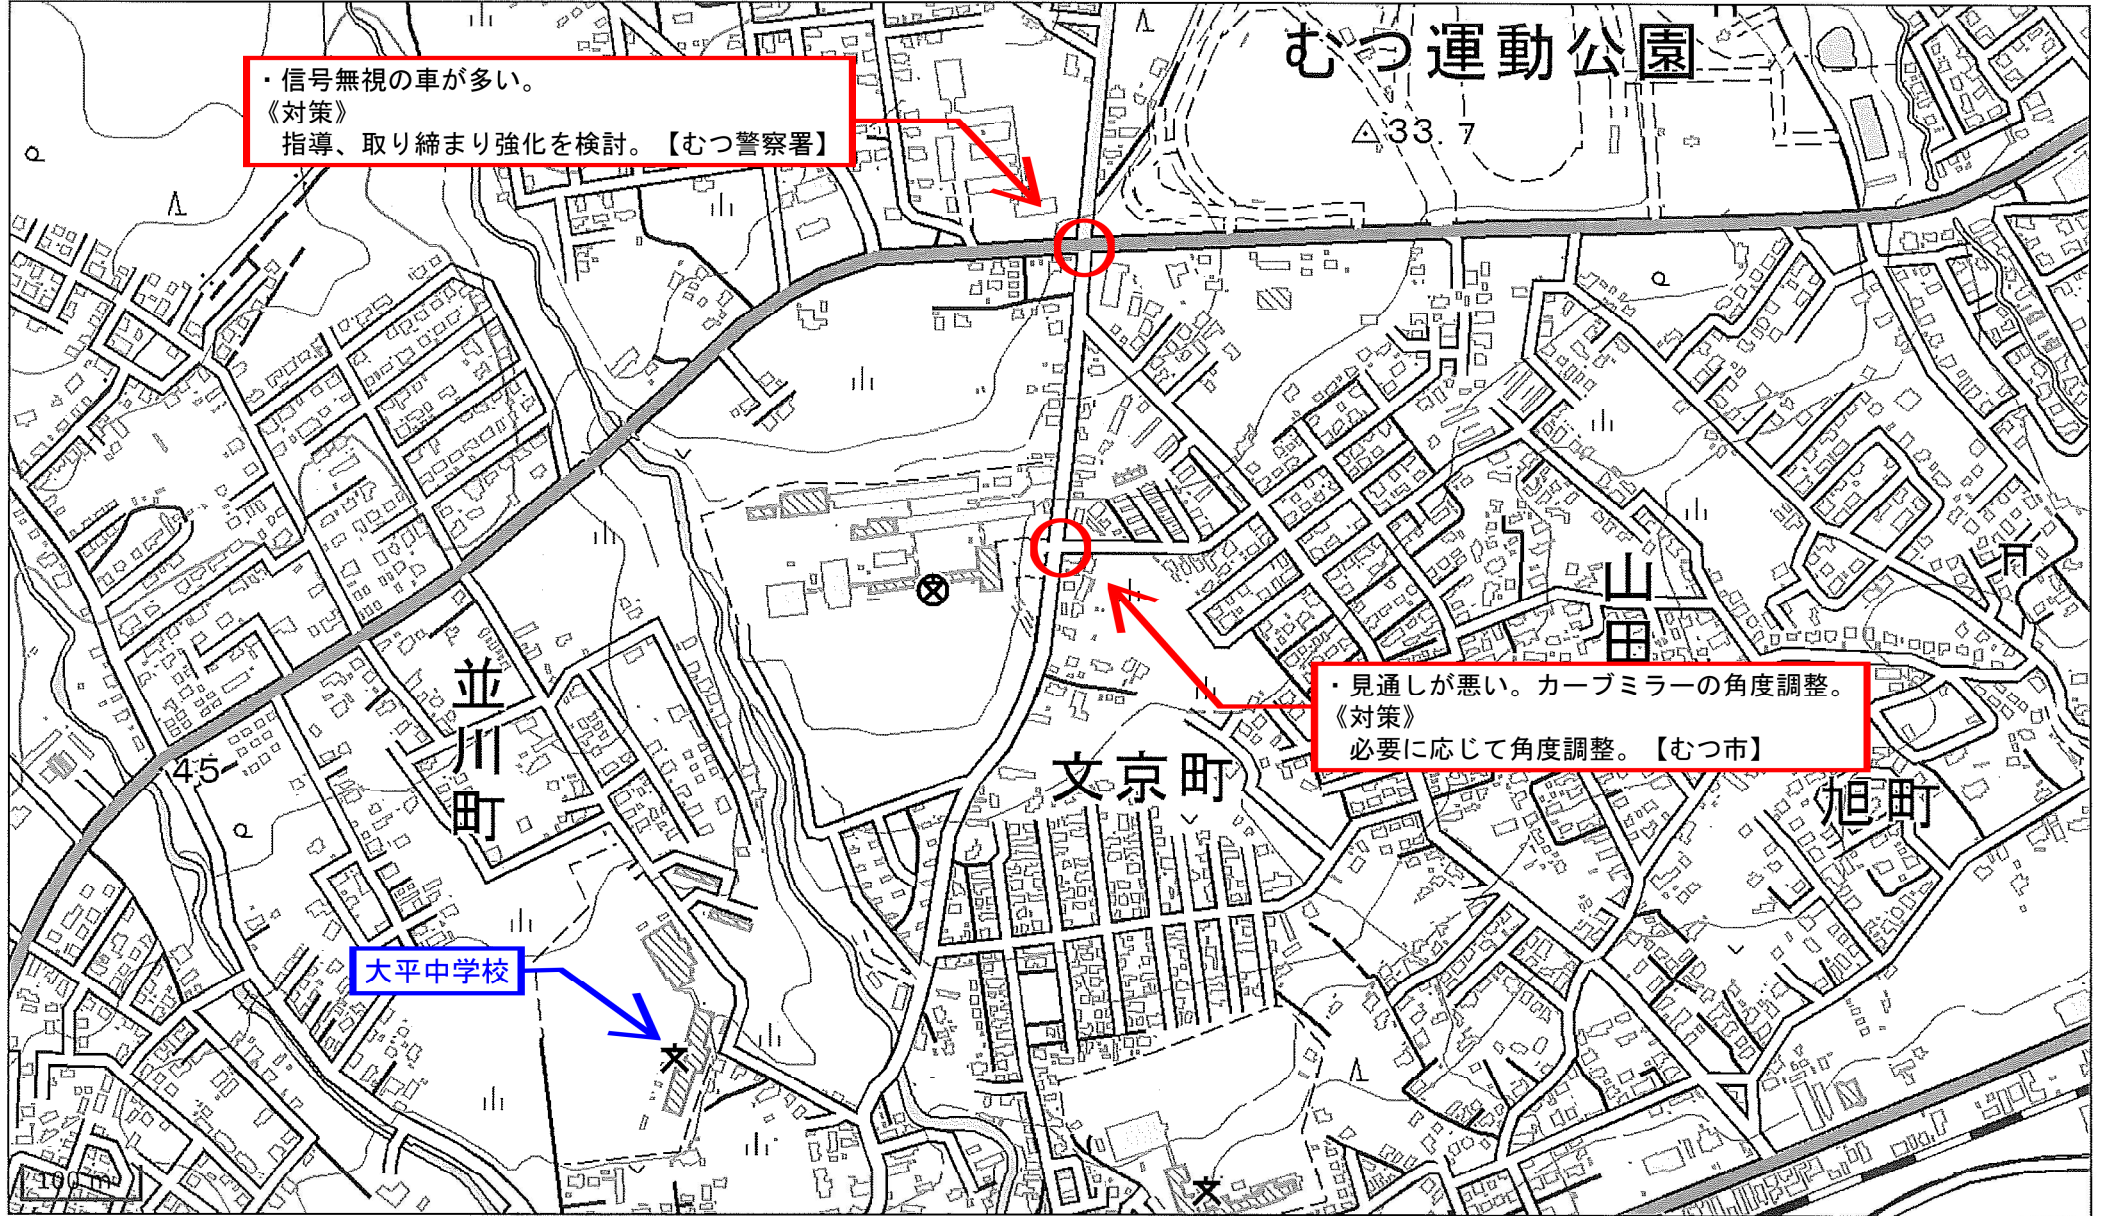 むつ運動公園
・信号無視の車が多い。
《対策》
指導、取り締まり強化を検討。【むつ警察署】
33.7
山田
・見通しが悪い。カーブミラーの角度調整。
《対策》
必要に応じて角度調整。【むつ市】
並川町
45
文京町
旭町
大平中学校
100 m